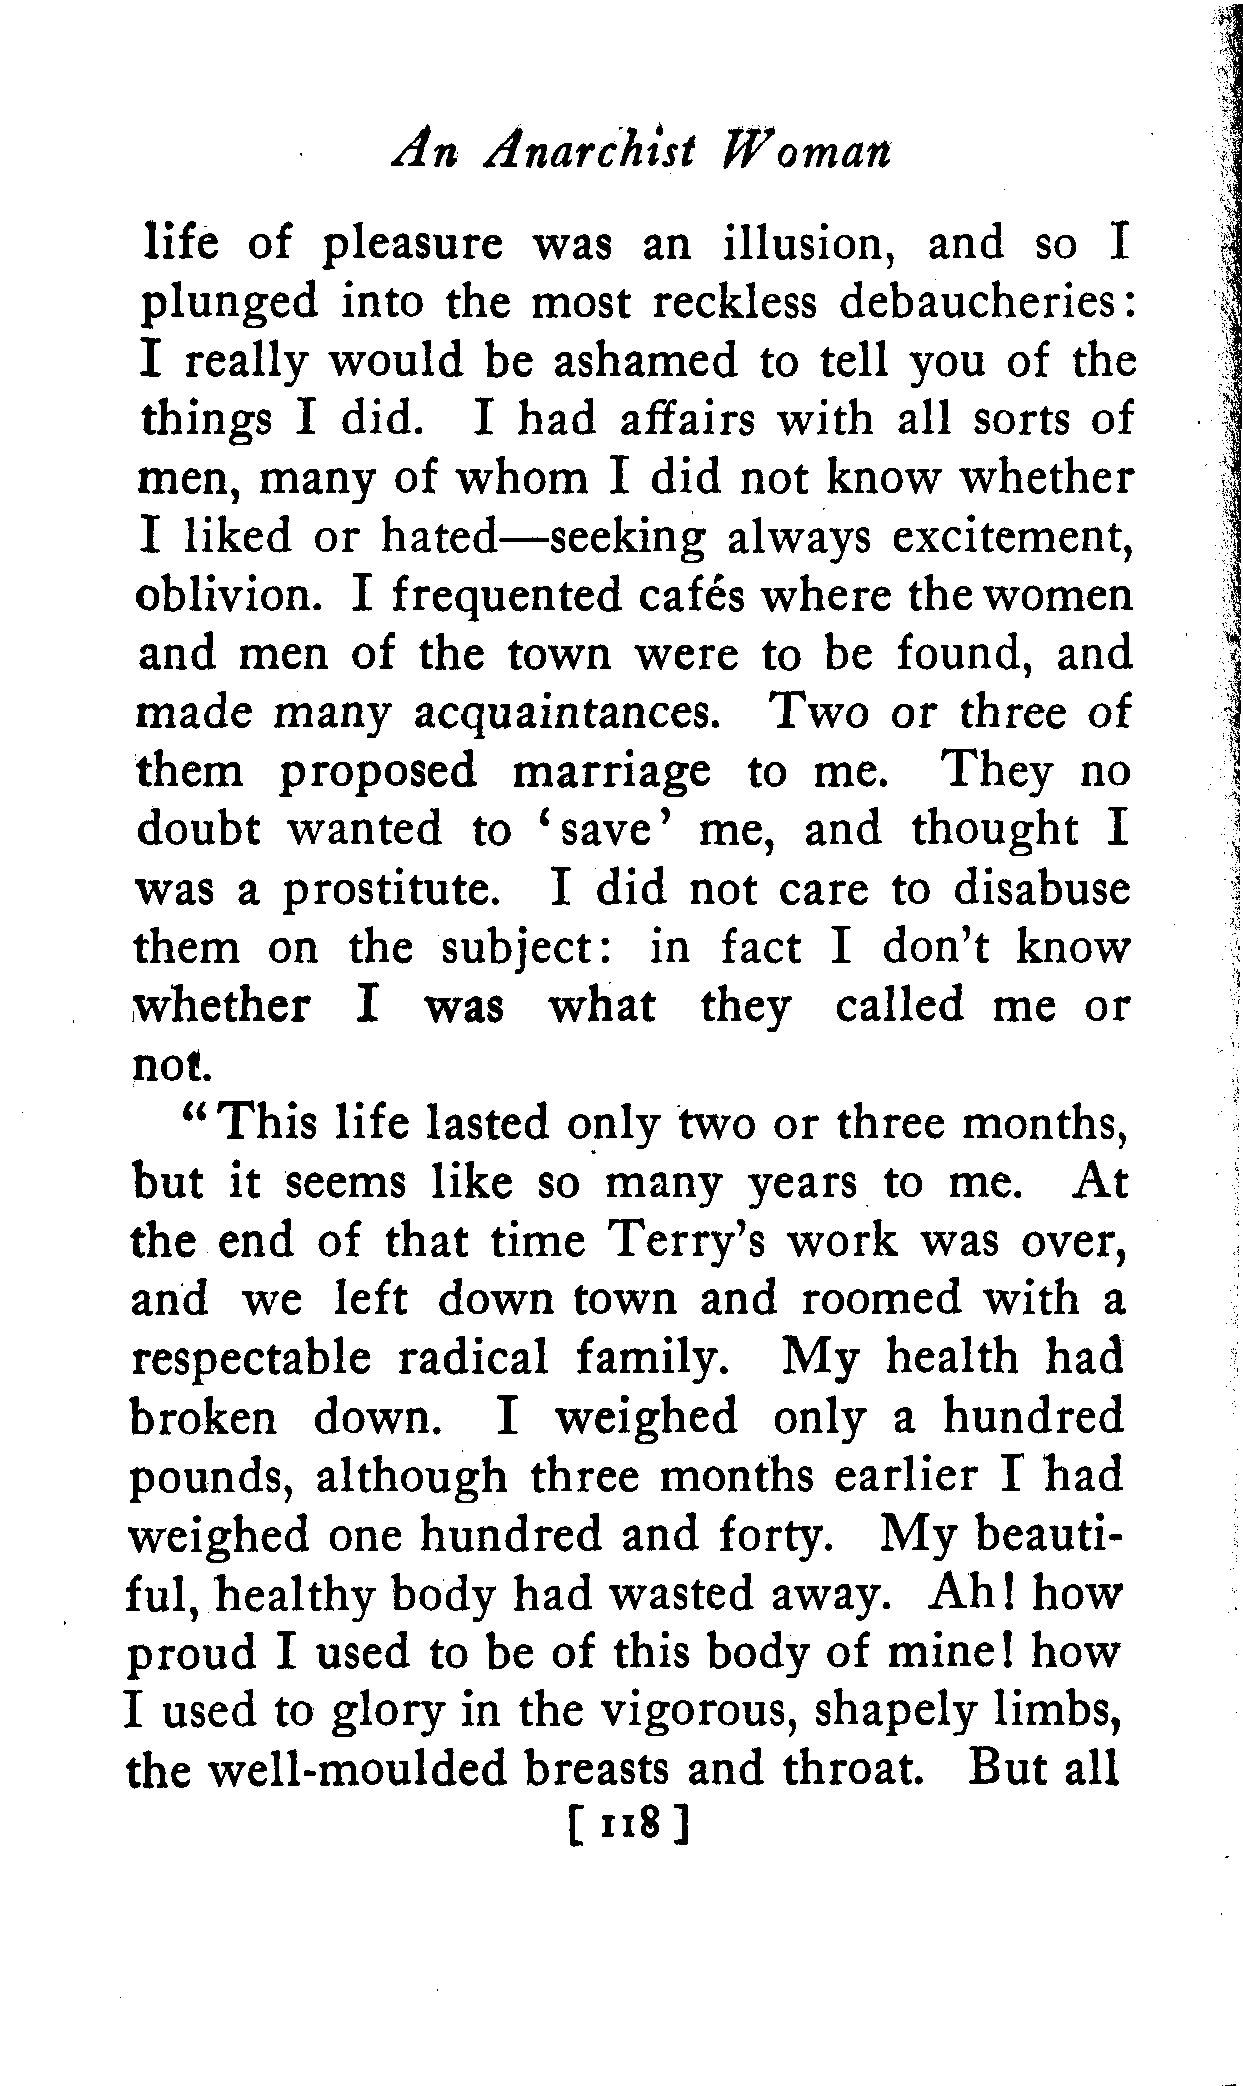 An Anarchist Woman
life of pleasure was an illusion, and so I
plunged into the most reckless debaucheries:
I really would be ashamed to tell you of the
things I did. I had affairs with all sorts of
men, many of whom I did not know whether
I liked or hated—seeking always excitement,
oblivion. I frequented cafés where the women
and men of the town were to be found, and
made many acquaintances. Two or three of
them proposed marriage to me. They no
doubt wanted to ‘save’ me, and thought I
was a prostitute. I did not care to disabuse
them on the subject: in fact I don’t know
whether I was what they called me or
not.
“This life lasted only two or three months,
but it seems like so many years to me. At
the end of that time Terry’s work was over,
and we left down town and roomed with a
respectable radical family. My health had
broken down. I weighed only a hundred
pounds, although three months earlier I had
weighed one hundred and forty. My beauti-
ful, healthy body had wasted away. Ah! how
proud I used to be of this body of mine! how
I used to glory in the vigorous, shapely limbs,
the well-moulded breasts and throat. But all
[ 118 ]